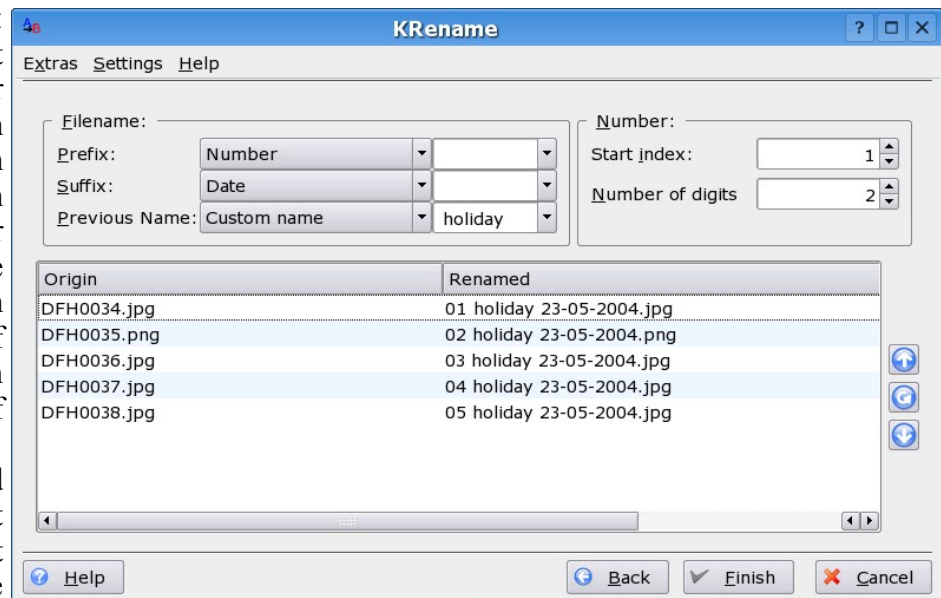 KRename
Extras Settings Help
Filename:
Prefix: Number
Suffix: Date
Previous Name: Custom name holiday
Number:
Start index: 1
Number of digits 2
Origin Renamed
DFH0034.jpg 01 holiday 23-05-2004.jpg
DFH0035.png 02 holiday 23-05-2004.png
DFH0036.jpg 03 holiday 23-05-2004.jpg
DFH0037.jpg 04 holiday 23-05-2004.jpg
DFH0038.jpg 05 holiday 23-05-2004.jpg
Help Back Finish Cancel